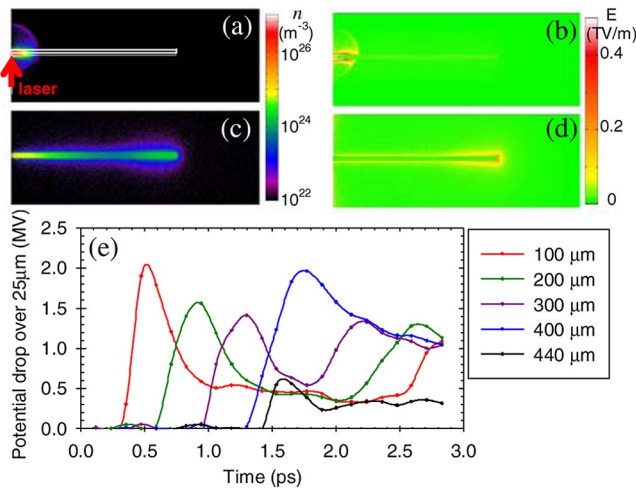 (a)
n
(m⁻³)
10²⁶
10²⁴
10²²
laser
(b)
E
(TV/m)
0.4
0.2
0
(c)
(d)
(e)
Potential drop over 25μm (MV)
2.5
2.0
1.5
1.0
0.5
0.0
0.0 0.5 1.0 1.5 2.0 2.5 3.0
Time (ps)
100 μm
200 μm
300 μm
400 μm
440 μm